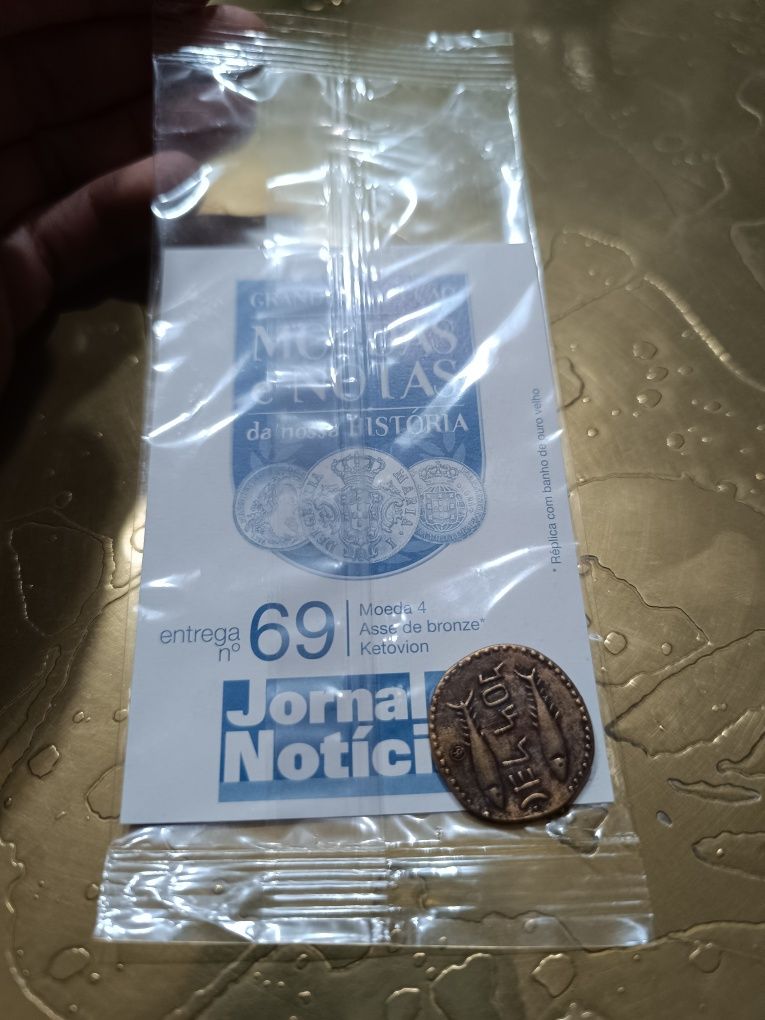 MOEDAS
e NOTAS
da nossa HISTÓRIA
MARIA
* Réplica com banho de ouro velho
entrega
nº 69
Moeda 4
Asse de bronze*
Ketovion
Jornal
Notíci